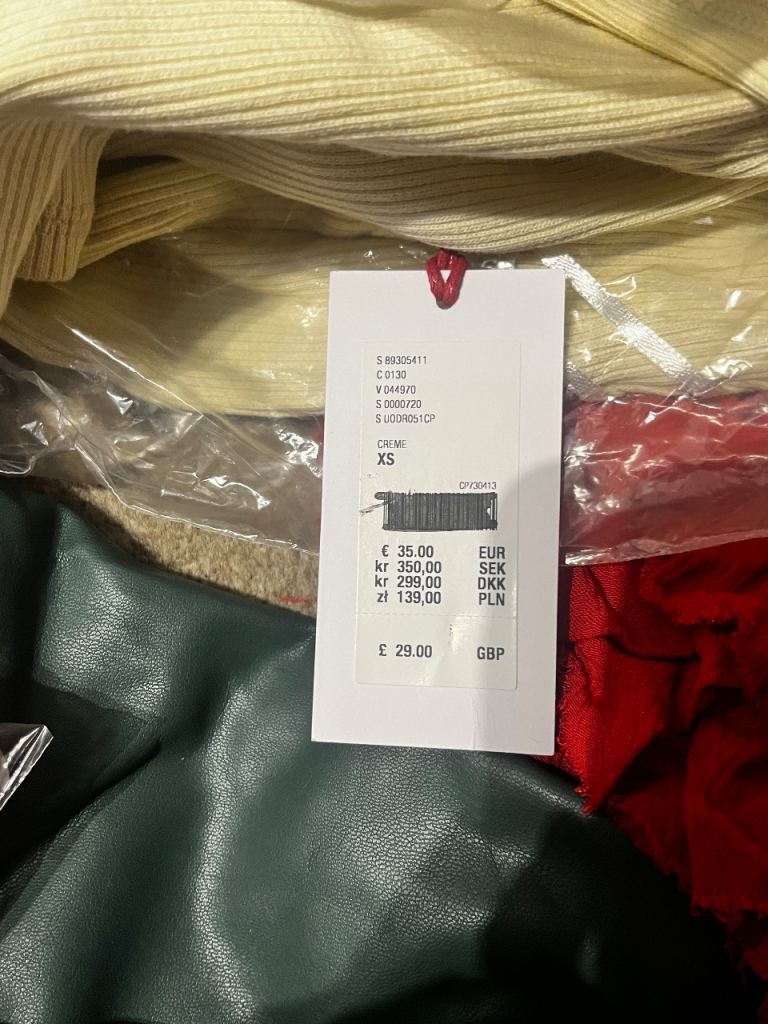 S 89305411
C 0130
V 044970
S 0000720
S UODR051CP
CREME
XS
CP730413
€ 35.00 EUR
kr 350,00 SEK
kr 299,00 DKK
zł 139,00 PLN
£ 29.00 GBP